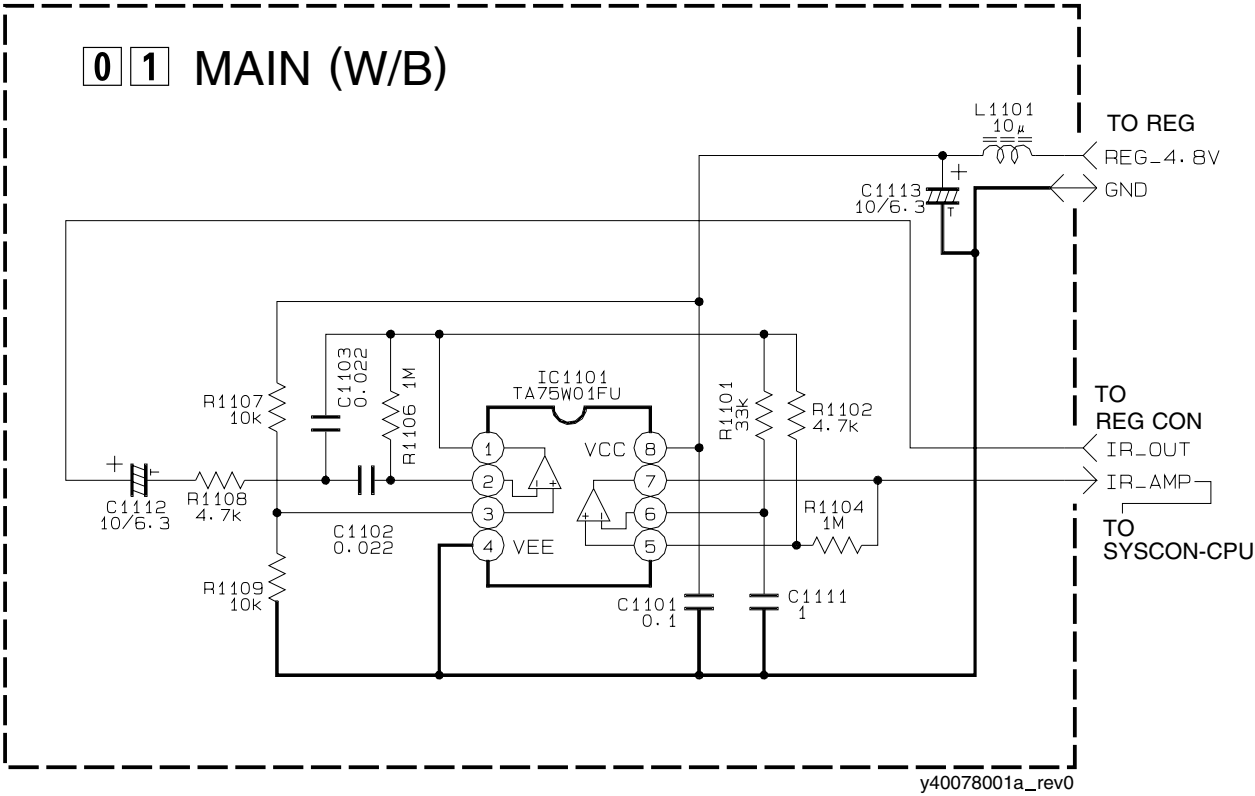 0 1 MAIN (W/B)
L1101
10μ
TO REG
REG_4.8V
GND
C1113
10/6.3
+
T
C1103
0.022
R1106 1M
IC1101
TA75W01FU
R1101
33k
R1102
4.7k
R1107
10k
TO
REG CON
IR_OUT
IR_AMP
TO
SYSCON-CPU
1
VCC
8
2
- +
7
+
T
C1112
10/6.3
R1108
4.7k
3
+ -
6
R1104
1M
C1102
0.022
4
VEE
5
R1109
10k
C1101
0.1
C1111
1
y40078001a_rev0